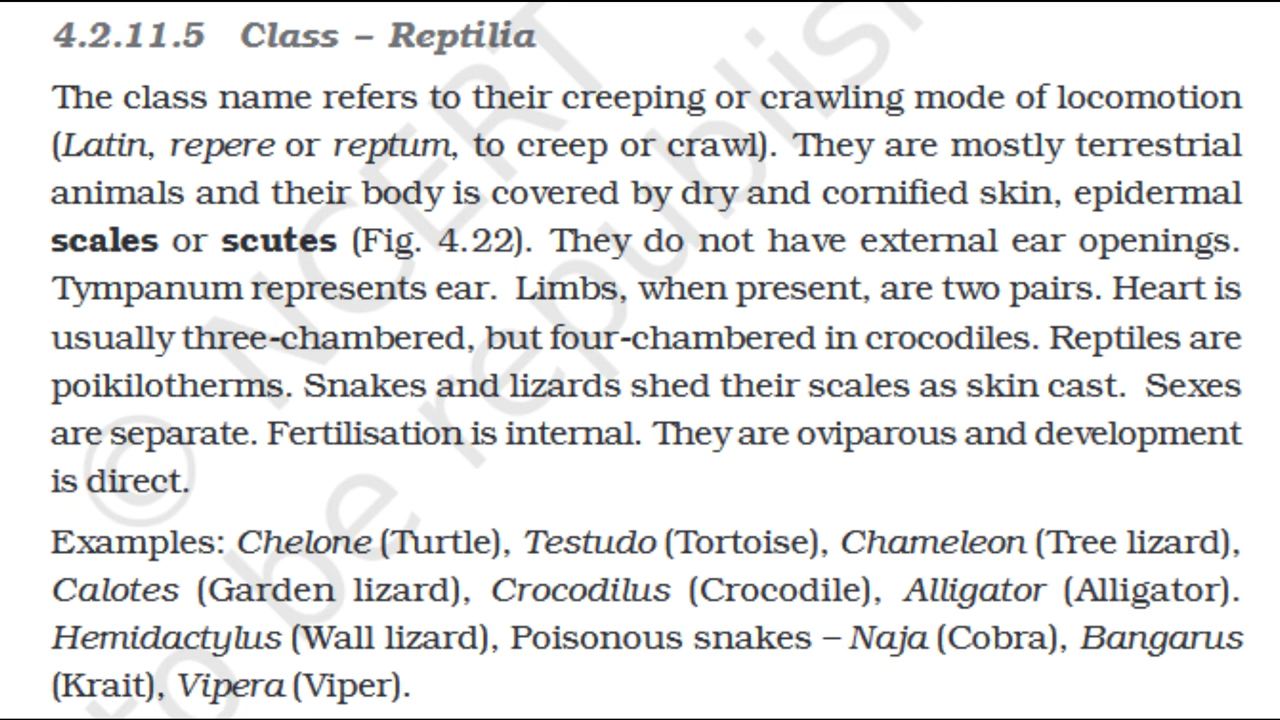 4.2.11.5 Class – Reptilia
The class name refers to their creeping or crawling mode of locomotion
(Latin, repere or reptum, to creep or crawl). They are mostly terrestrial
animals and their body is covered by dry and cornified skin, epidermal
scales or scutes (Fig. 4.22). They do not have external ear openings.
Tympanum represents ear. Limbs, when present, are two pairs. Heart is
usually three-chambered, but four-chambered in crocodiles. Reptiles are
poikilotherms. Snakes and lizards shed their scales as skin cast. Sexes
are separate. Fertilisation is internal. They are oviparous and development
is direct.
Examples: Chelone (Turtle), Testudo (Tortoise), Chameleon (Tree lizard),
Calotes (Garden lizard), Crocodilus (Crocodile), Alligator (Alligator).
Hemidactylus (Wall lizard), Poisonous snakes – Naja (Cobra), Bangarus
(Krait), Vipera (Viper).
© NCERT
to be republis